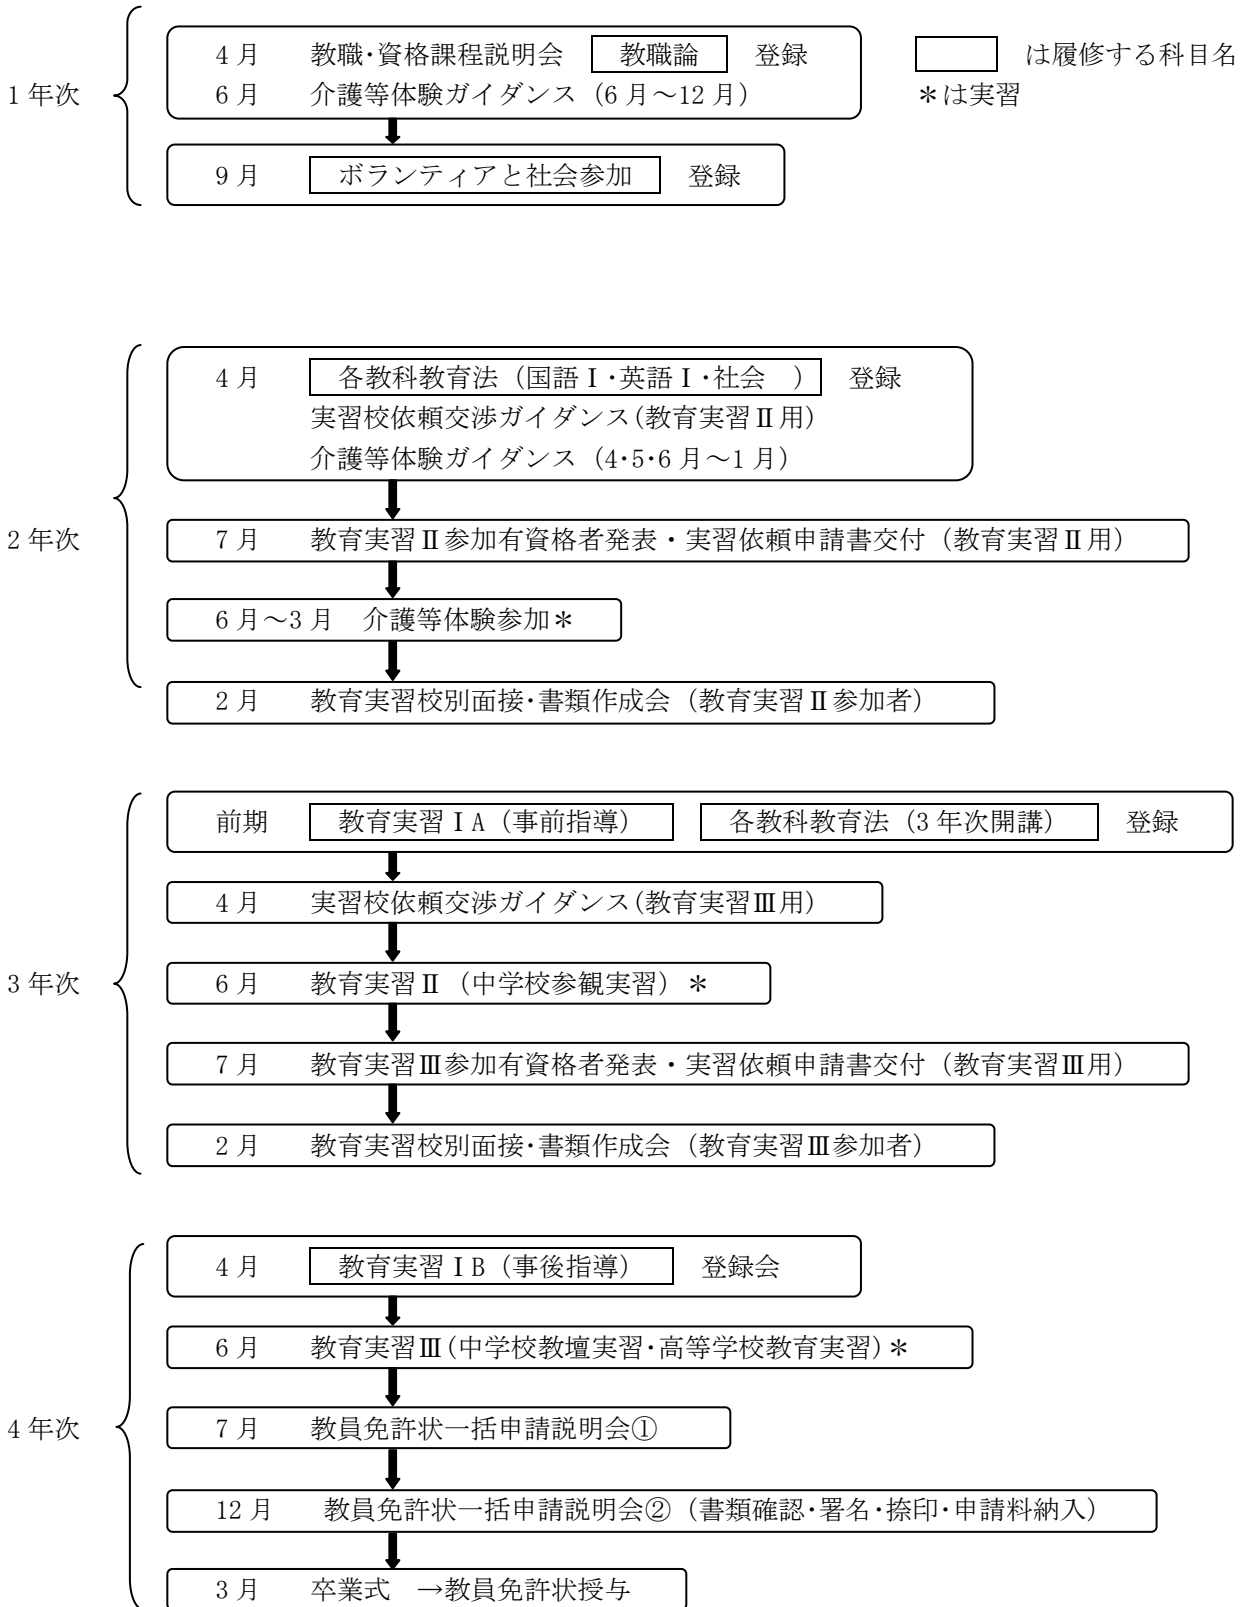 4月 教職・資格課程説明会 教職論 登録
6月 介護等体験ガイダンス（6月～12月）
は履修する科目名
＊は実習
1年次
9月 ボランティアと社会参加 登録
4月 各教科教育法（国語Ⅰ・英語Ⅰ・社会 ） 登録
実習校依頼交渉ガイダンス（教育実習Ⅱ用）
介護等体験ガイダンス（4・5・6月～1月）
2年次
7月 教育実習Ⅱ参加有資格者発表・実習依頼申請書交付（教育実習Ⅱ用）
6月～3月 介護等体験参加＊
2月 教育実習校別面接・書類作成会（教育実習Ⅱ参加者）
前期 教育実習ⅠA（事前指導） 各教科教育法（3年次開講） 登録
4月 実習校依頼交渉ガイダンス（教育実習Ⅲ用）
3年次
6月 教育実習Ⅱ（中学校参観実習）＊
7月 教育実習Ⅲ参加有資格者発表・実習依頼申請書交付（教育実習Ⅲ用）
2月 教育実習校別面接・書類作成会（教育実習Ⅲ参加者）
4月 教育実習ⅠB（事後指導） 登録会
6月 教育実習Ⅲ（中学校教壇実習・高等学校教育実習）＊
4年次
7月 教員免許状一括申請説明会①
12月 教員免許状一括申請説明会②（書類確認・署名・捺印・申請料納入）
3月 卒業式 →教員免許状授与